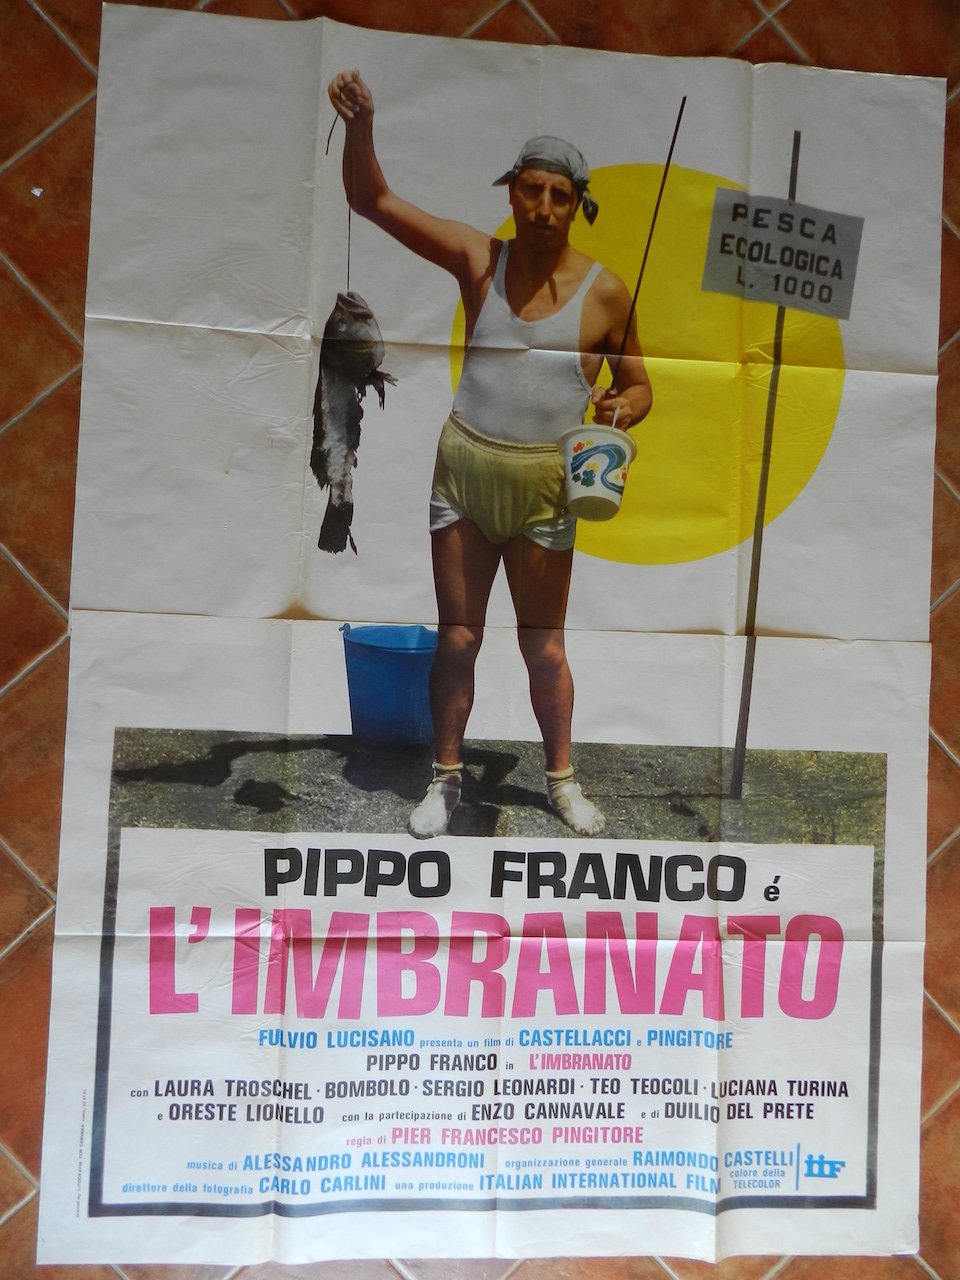 PESCA
ECOLOGICA
L. 1000
PIPPO FRANCO é
L'IMBRANATO
FULVIO LUCISANO presenta un film di CASTELLACCI e PINGITORE
PIPPO FRANCO in L'IMBRANATO
con LAURA TROSCHEL · BOMBOLO · SERGIO LEONARDI · TEO TEOCOLI · LUCIANA TURINA
e ORESTE LIONELLO con la partecipazione di ENZO CANNAVALE e di DUILIO DEL PRETE
regia di PIER FRANCESCO PINGITORE
musica di ALESSANDRO ALESSANDRONI organizzazione generale RAIMONDO CASTELLI
direttore della fotografia CARLO CARLINI una produzione ITALIAN INTERNATIONAL FILM
colore della
TELECOLOR
iif